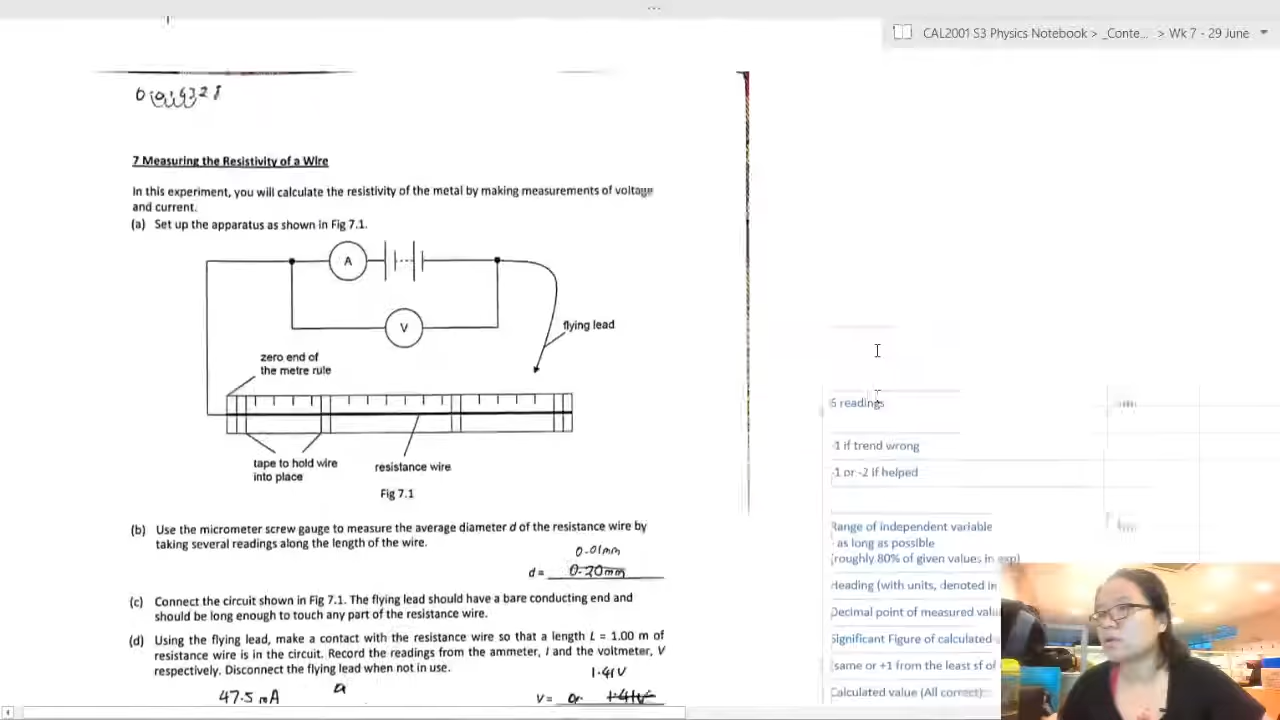 CAL2001 S3 Physics Notebook > _Conte... > Wk 7 - 29 June
7 Measuring the Resistivity of a Wire
In this experiment, you will calculate the resistivity of the metal by making measurements of voltage
and current.
(a) Set up the apparatus as shown in Fig 7.1.
A
V
flying lead
zero end of
the metre rule
tape to hold wire
into place
resistance wire
Fig 7.1
(b) Use the micrometer screw gauge to measure the average diameter d of the resistance wire by
taking several readings along the length of the wire.
0.01mm
d = 0.20mm
(c) Connect the circuit shown in Fig 7.1. The flying lead should have a bare conducting end and
should be long enough to touch any part of the resistance wire.
(d) Using the flying lead, make a contact with the resistance wire so that a length L = 1.00 m of
resistance wire is in the circuit. Record the readings from the ammeter, I and the voltmeter, V
respectively. Disconnect the flying lead when not in use.
1.41V
47.5 mA
V=
6 readings
-1 if trend wrong
-1 or -2 if helped
Range of independent variable
- as long as possible
(roughly 80% of given values in exp)
Heading (with units, denoted in
Decimal point of measured
Significant Figure of calculated
(same or +1 from the least sf of
Calculated value (All correct):